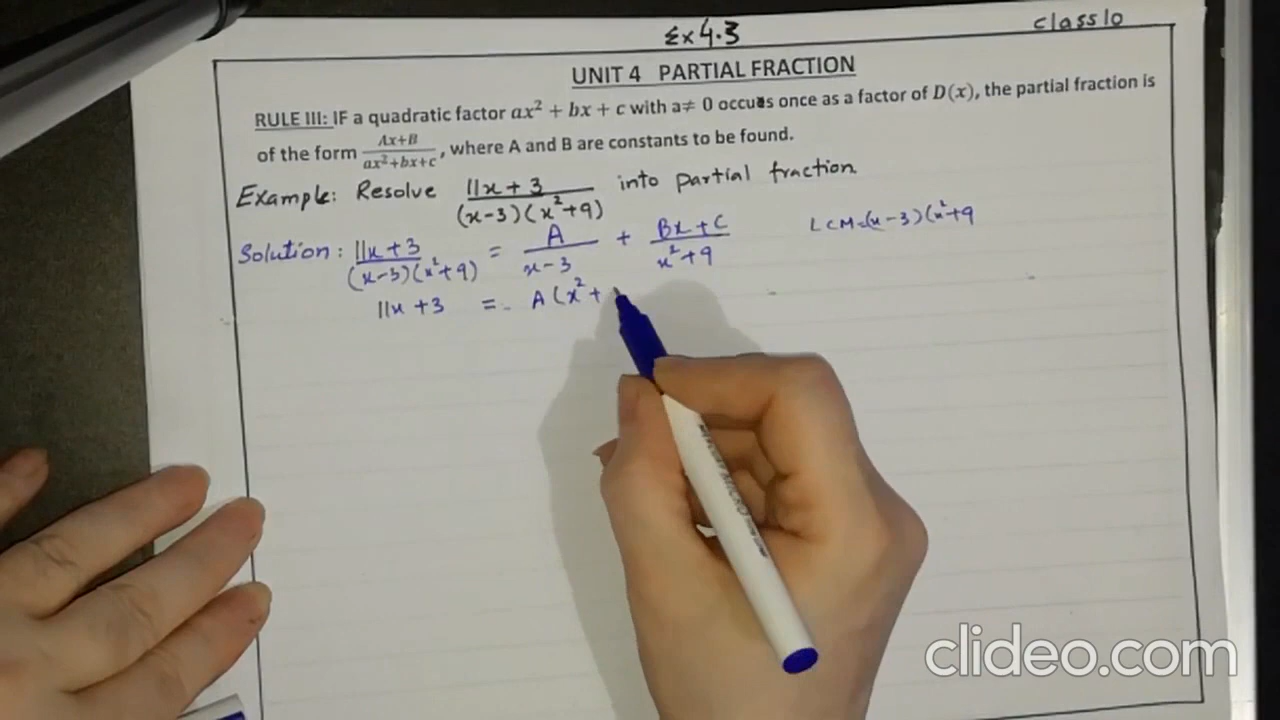 Ex 4.3
class 10
UNIT 4 PARTIAL FRACTION
RULE III: IF a quadratic factor ax² + bx + c with a≠ 0 occurs once as a factor of D(x), the partial fraction is
of the form Ax+B/ax²+bx+c, where A and B are constants to be found.
Example: Resolve 11x + 3/(x-3)(x²+9) into partial fraction
Solution: 11x+3/(x-3)(x²+9) = A/x-3 + Bx+C/x²+9
LCM=(x-3)(x²+9
11x+3 = A(x²+
clideo.com